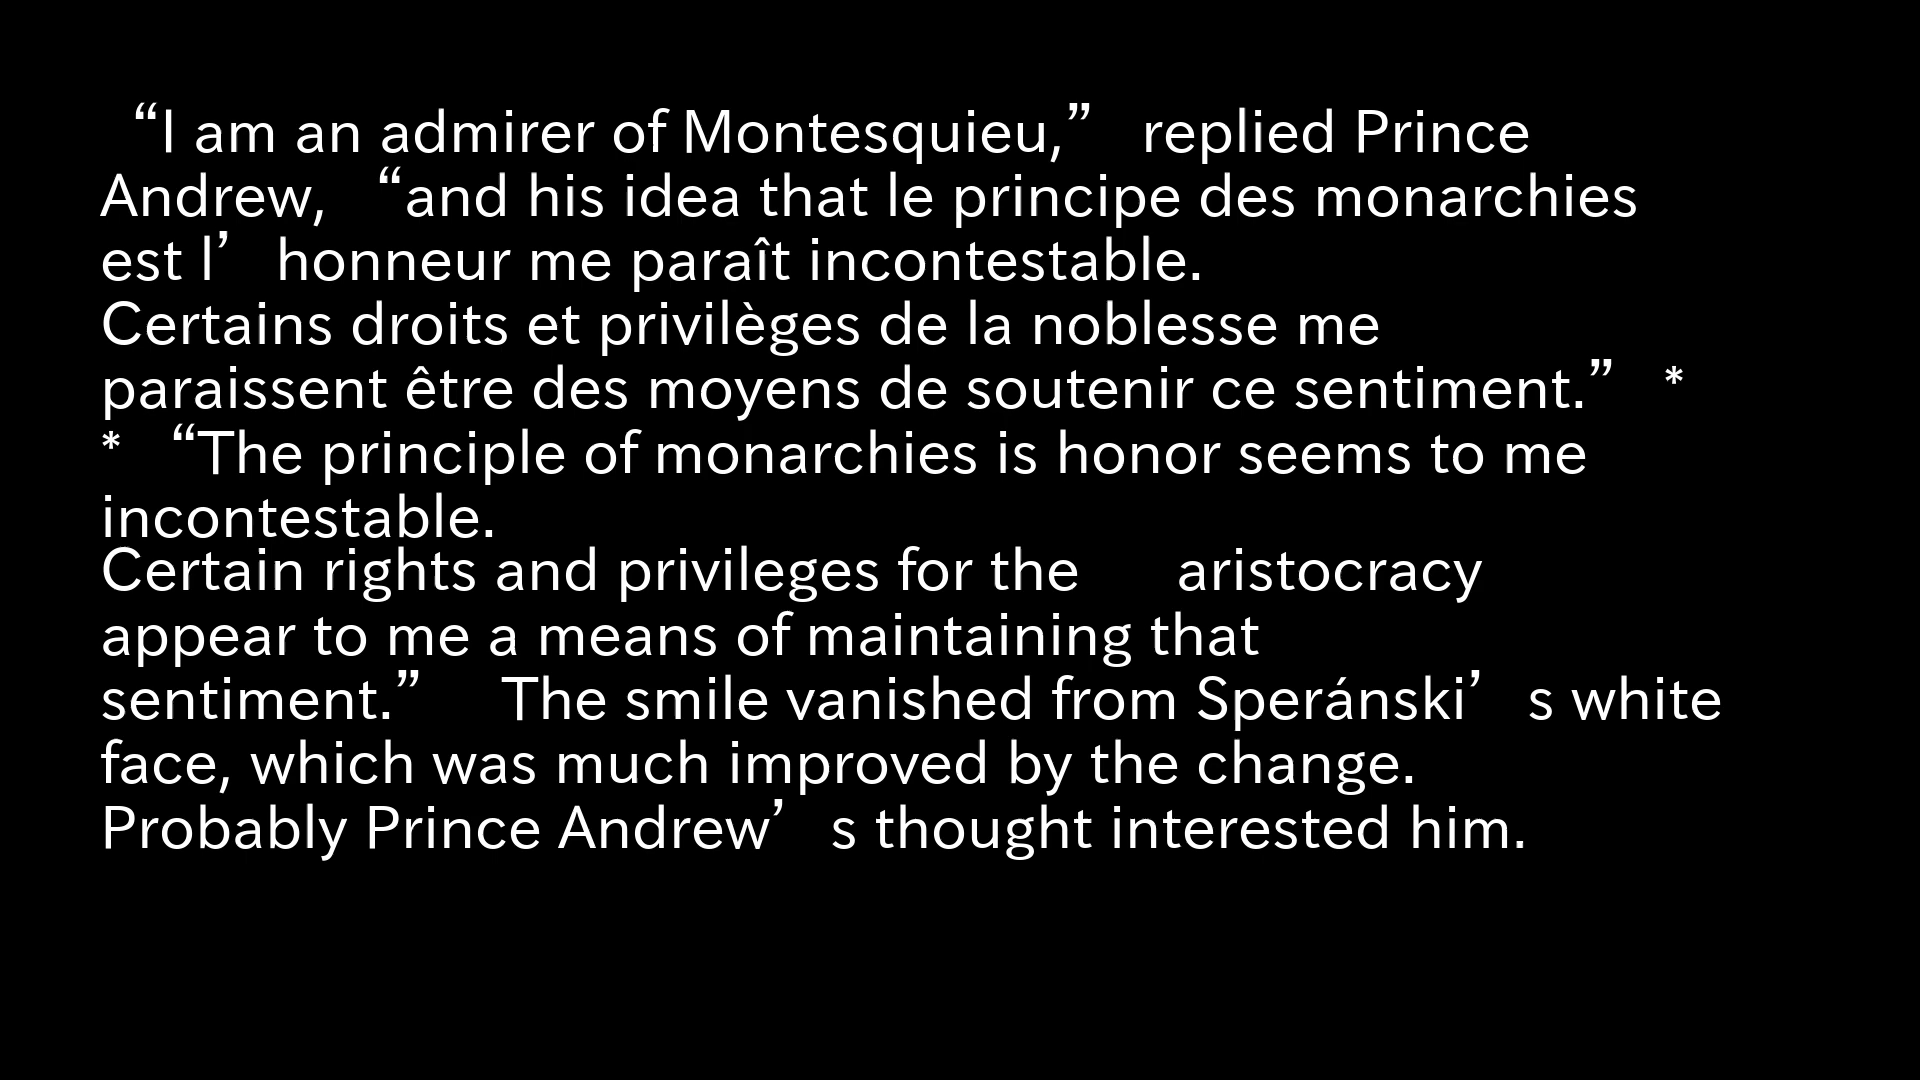 “I am an admirer of Montesquieu,” replied Prince
Andrew, “and his idea that le principe des monarchies
est l’honneur me paraît incontestable.
Certains droits et privilèges de la noblesse me
paraissent être des moyens de soutenir ce sentiment.” *
* “The principle of monarchies is honor seems to me
incontestable.
Certain rights and privileges for the aristocracy
appear to me a means of maintaining that
sentiment.” The smile vanished from Speránski’s white
face, which was much improved by the change.
Probably Prince Andrew’s thought interested him.